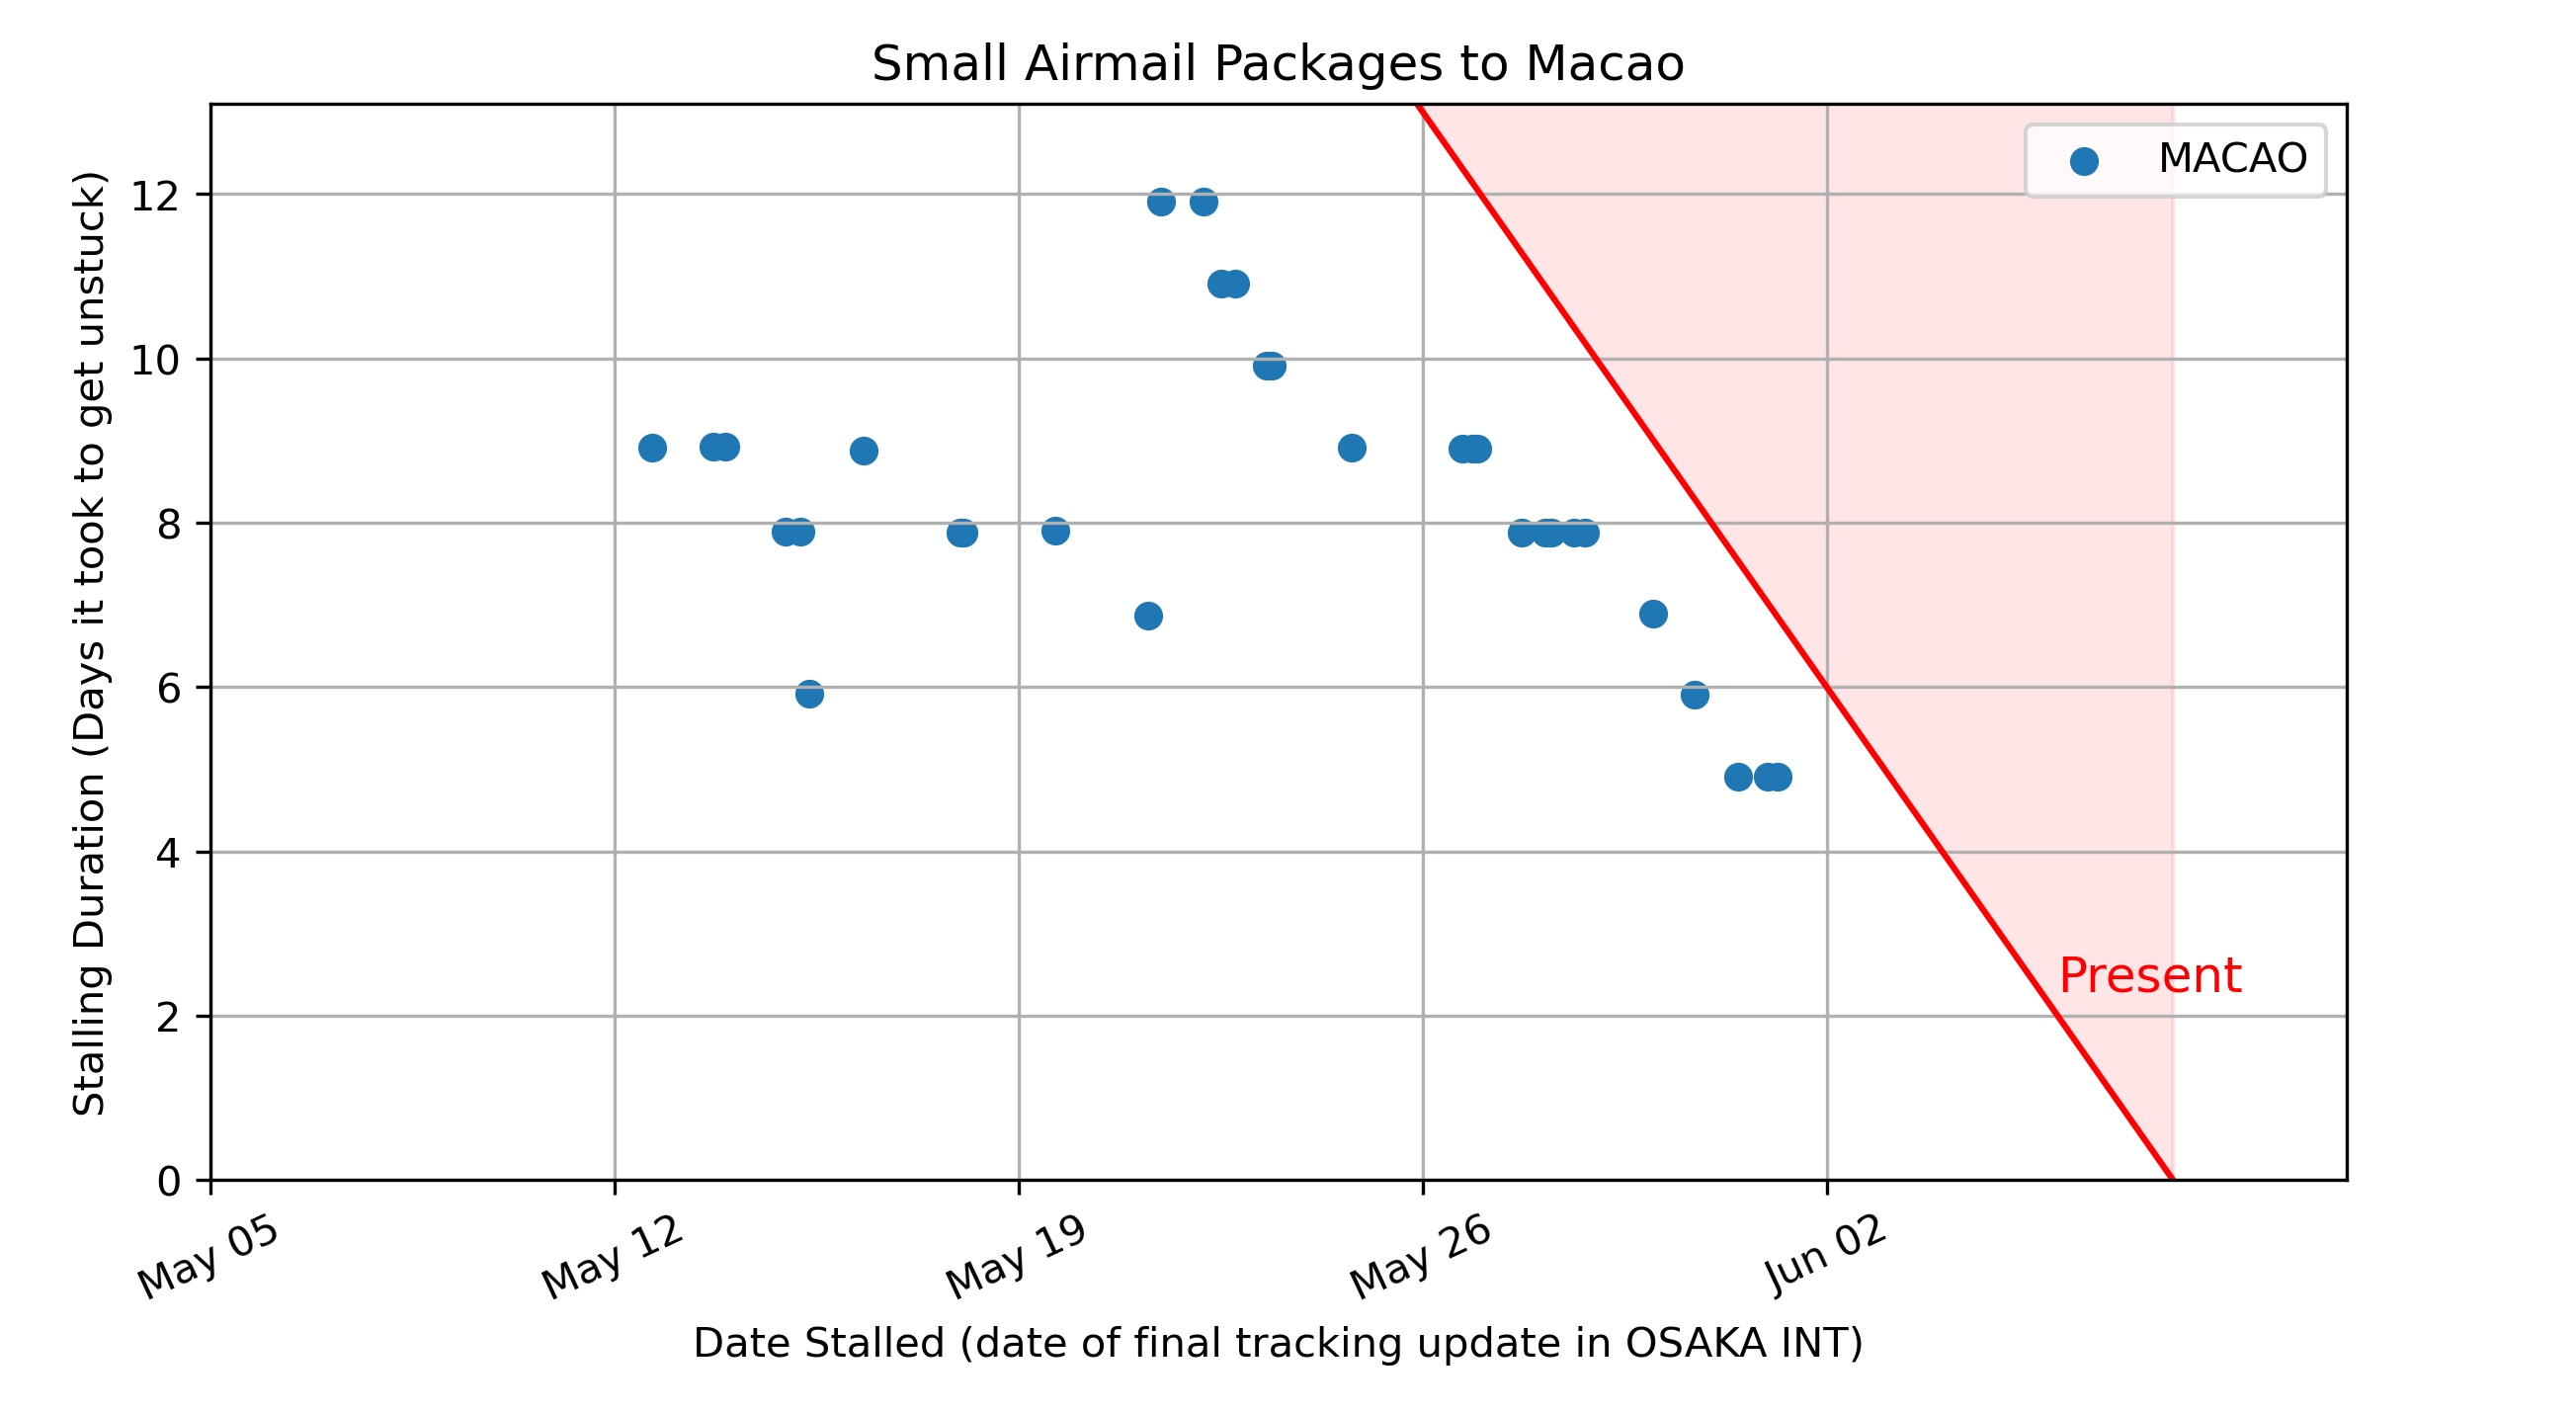 Small Airmail Packages to Macao
MACAO
Stalling Duration (Days it took to get unstuck)
12
10
8
6
4
2
0
Present
May 05
May 12
May 19
May 26
Jun 02
Date Stalled (date of final tracking update in OSAKA INT)